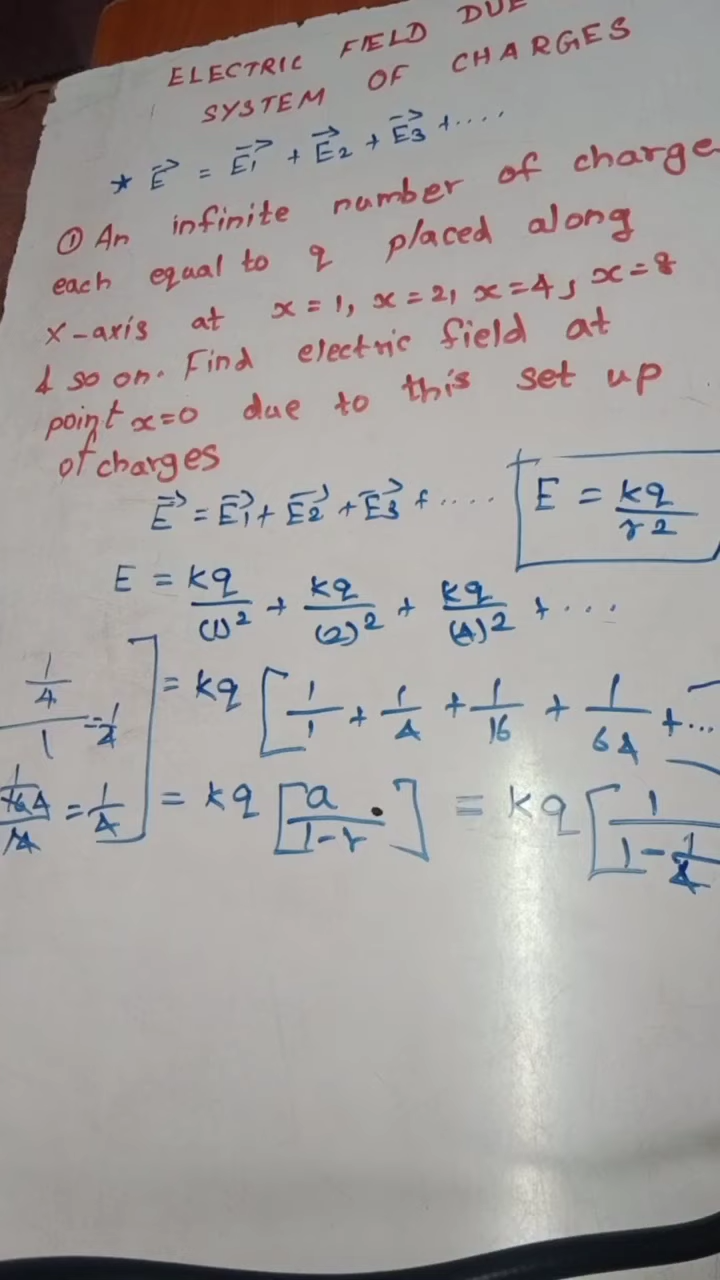 ELECTRIC FIELD DUE
SYSTEM OF CHARGES
* E⃗ = E⃗1 + E⃗2 + E⃗3 + ....
① An infinite number of charge
each equal to q placed along
X-axis at x=1, x=2, x=4, x=8
& so on. Find electric field at
point x=0 due to this set up
of charges
E⃗ = E⃗1 + E⃗2 + E⃗3 + .... E = kq/r2
E = kq/(1)² + kq/(2)² + kq/(4)² + ...
= kq [1/1 + 1/4 + 1/16 + 1/64 + ...
1/4/1 = 1/4
= kq [a/1-r] = kq [1/1-1/4
= 1/4